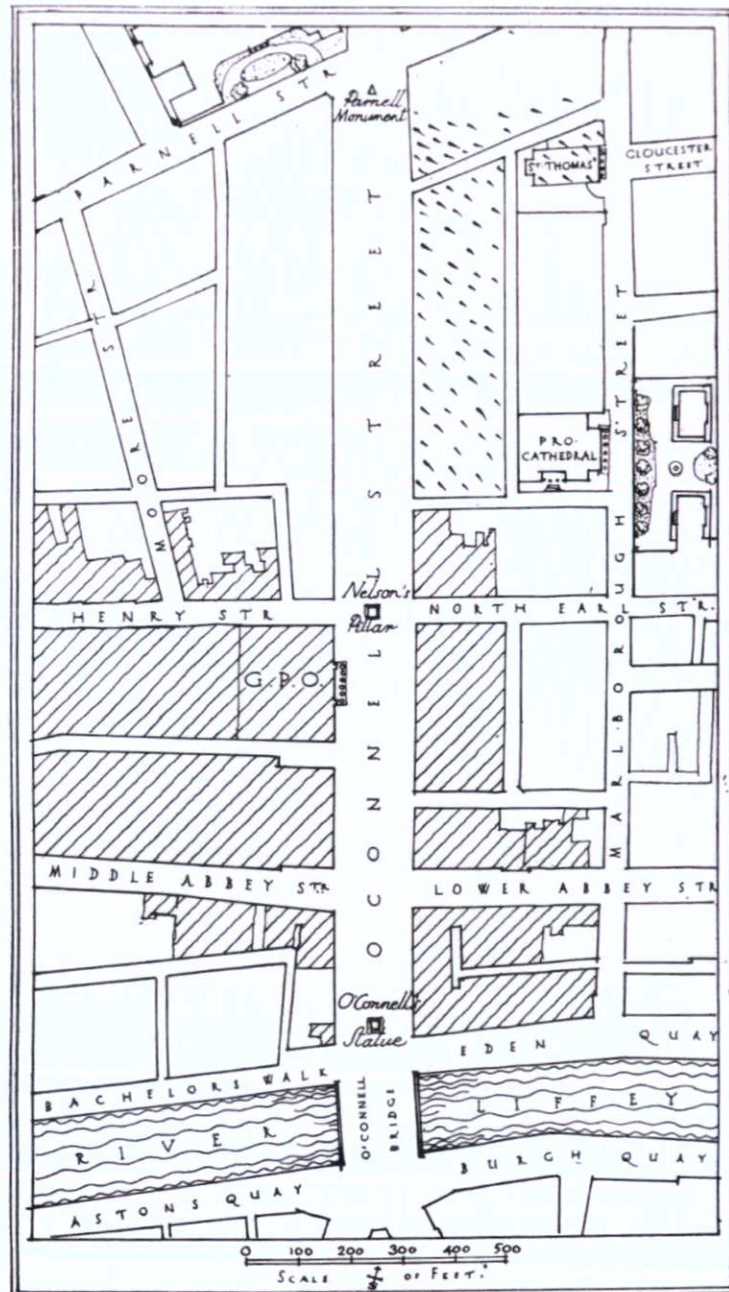 PARNELL STR
Parnell
Monument
ST. THOMAS'
GLOUCESTER
STREET
MOORE STR
PRO-
CATHEDRAL
O'CONNELL STREET
MARLBOROUGH STREET
HENRY STR
Nelson's
Pillar
NORTH EARL STR.
G.P.O.
MIDDLE ABBEY STR
LOWER ABBEY STR
O'Connell's
Statue
EDEN QUAY
BACHELORS WALK
O'CONNELL
BRIDGE
RIVER LIFFEY
BURGH QUAY
ASTONS QUAY
0 100 200 300 400 500
SCALE OF FEET.